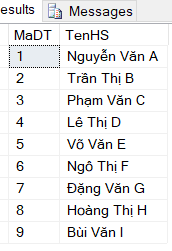 esults Messages
MaDT TenHS
1 Nguyễn Văn A
2 Trần Thị B
3 Phạm Văn C
4 Lê Thị D
5 Võ Văn E
6 Ngô Thị F
7 Đặng Văn G
8 Hoàng Thị H
9 Bùi Văn I